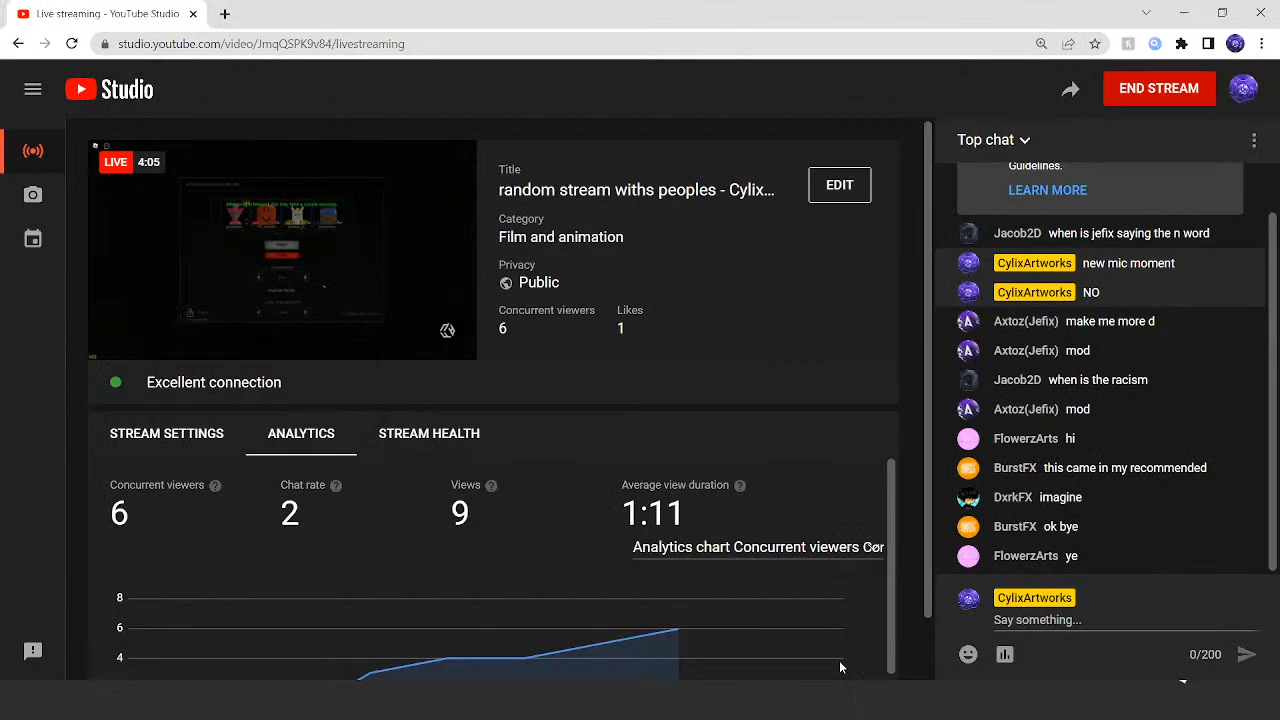 Live streaming - YouTube Studio
studio.youtube.com/video/JmqQSPK9v84/livestreaming
Studio
END STREAM
LIVE 4:05
Title
random stream withs peoples - Cylix...
EDIT
Category
Film and animation
Privacy
Public
Concurrent viewers Likes
6 1
Excellent connection
STREAM SETTINGS ANALYTICS STREAM HEALTH
Concurrent viewers Chat rate Views Average view duration
6 2 9 1:11
Analytics chart Concurrent viewers
8
6
4
Top chat
Guidelines.
LEARN MORE
Jacob2D when is jefix saying the n word
CylixArtworks new mic moment
CylixArtworks NO
Axtoz(Jefix) make me more d
Axtoz(Jefix) mod
Jacob2D when is the racism
Axtoz(Jefix) mod
FlowerzArts hi
BurstFX this came in my recommended
DxrkFX imagine
BurstFX ok bye
FlowerzArts ye
CylixArtworks
Say something...
0/200